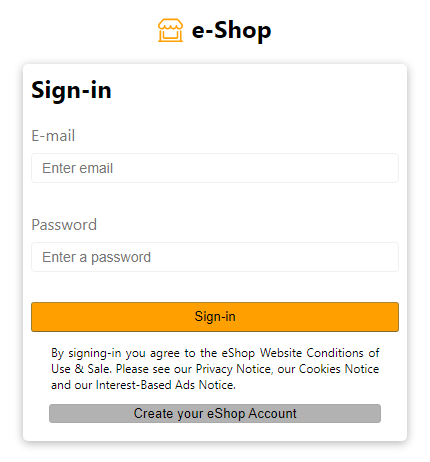 e-Shop
Sign-in
E-mail
Enter email
Password
Enter a password
Sign-in
By signing-in you agree to the eShop Website Conditions of
Use & Sale. Please see our Privacy Notice, our Cookies Notice
and our Interest-Based Ads Notice.
Create your eShop Account